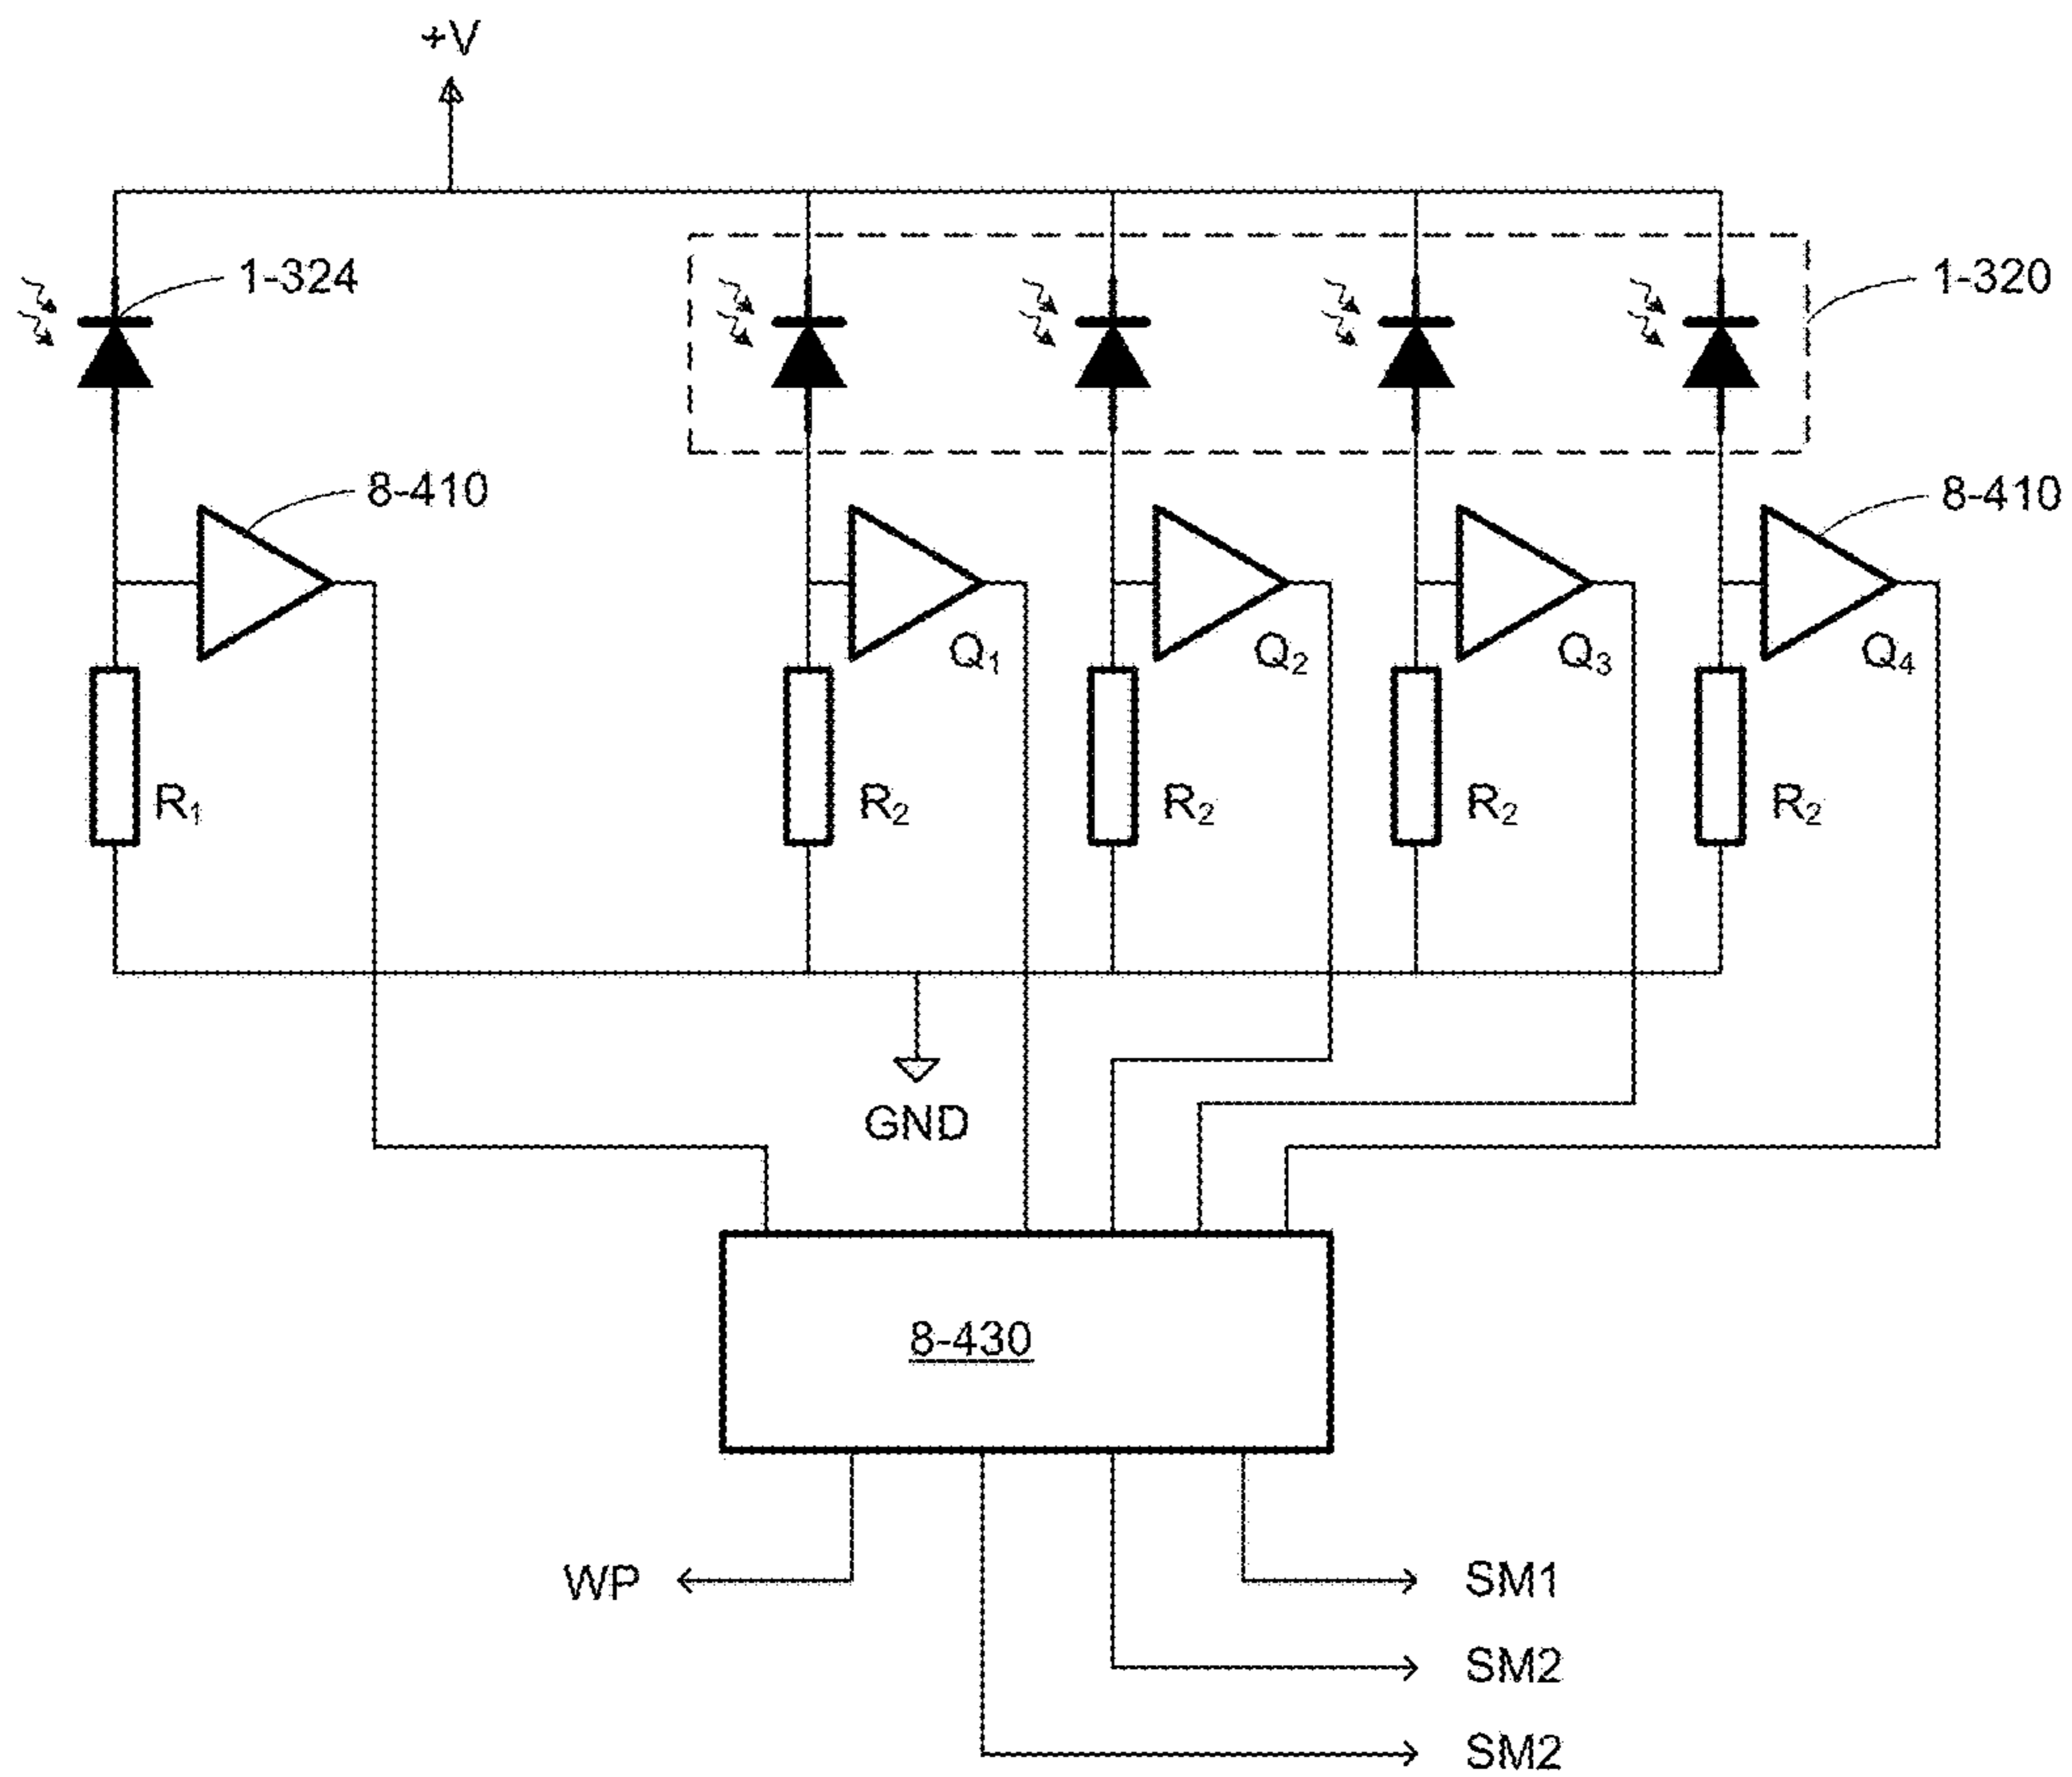 +V
1-324
1-320
8-410
8-410
Q1
Q2
Q3
Q4
R1
R2
R2
R2
R2
GND
8-430
WP
SM1
SM2
SM2